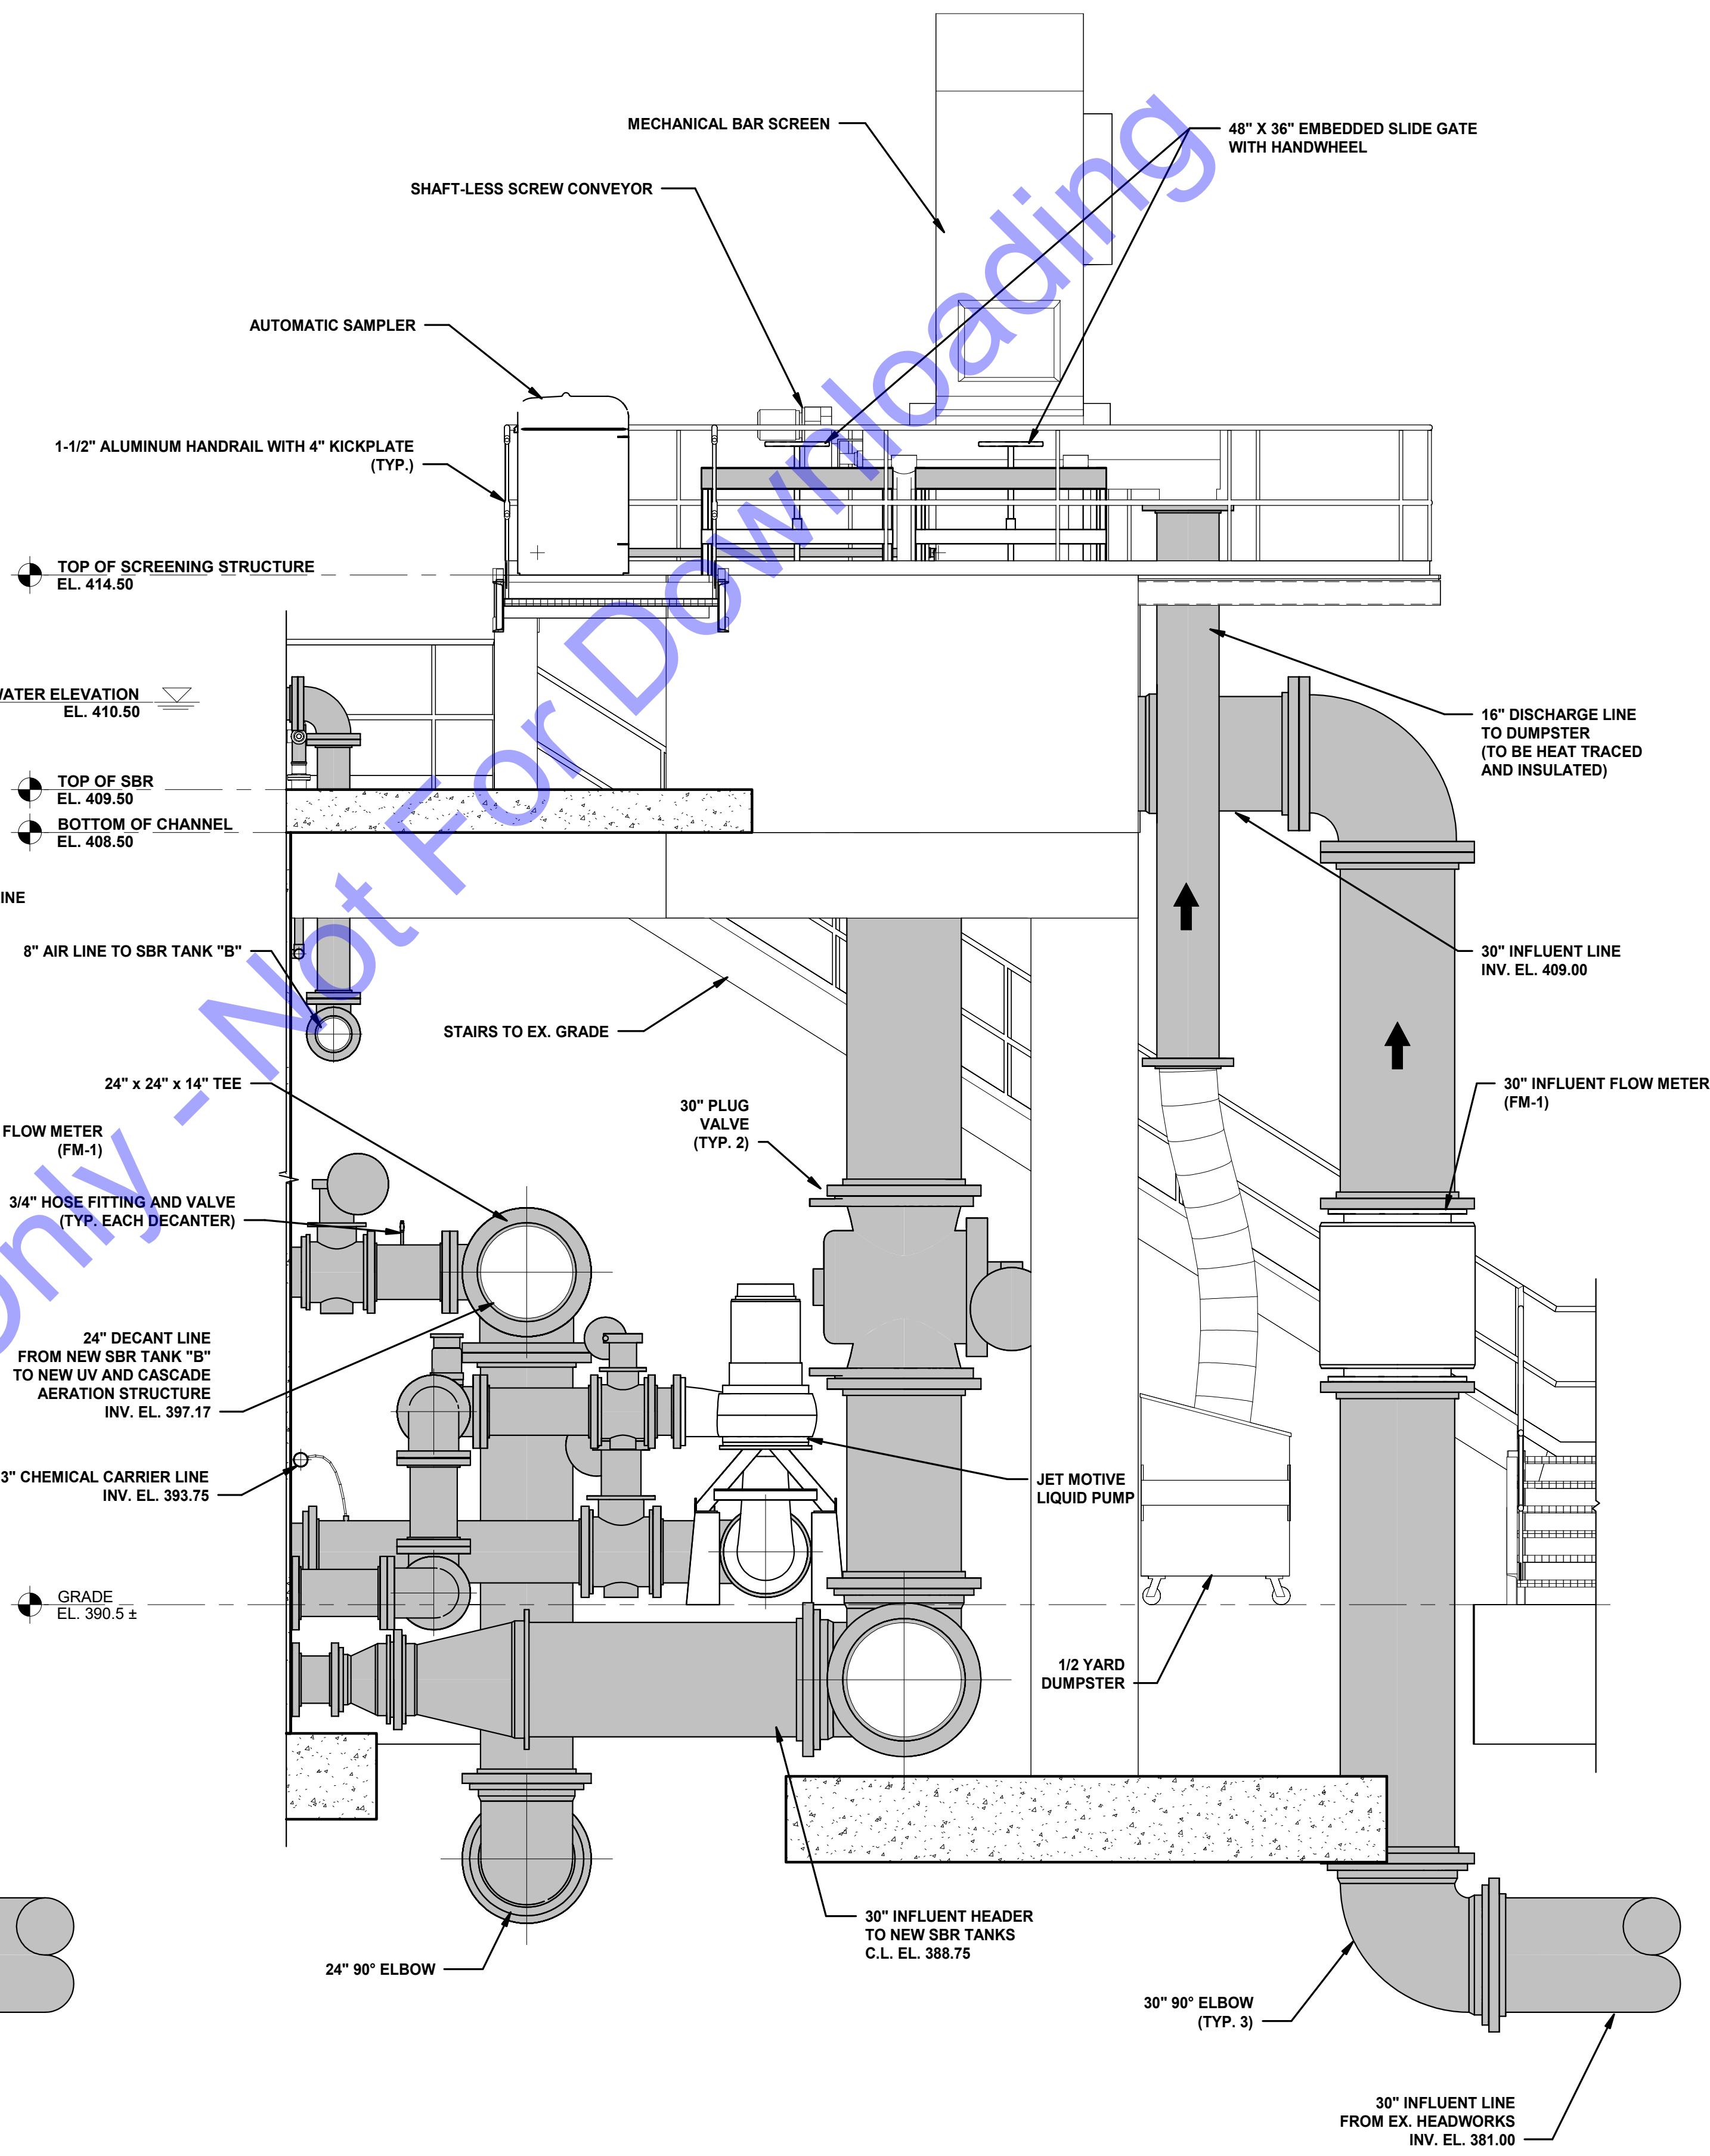 MECHANICAL BAR SCREEN
48" X 36" EMBEDDED SLIDE GATE
WITH HANDWHEEL
SHAFT-LESS SCREW CONVEYOR
AUTOMATIC SAMPLER
1-1/2" ALUMINUM HANDRAIL WITH 4" KICKPLATE
(TYP.)
TOP OF SCREENING STRUCTURE
EL. 414.50
WATER ELEVATION
EL. 410.50
16" DISCHARGE LINE
TO DUMPSTER
(TO BE HEAT TRACED
AND INSULATED)
TOP OF SBR
EL. 409.50
BOTTOM OF CHANNEL
EL. 408.50
INE
8" AIR LINE TO SBR TANK "B"
30" INFLUENT LINE
INV. EL. 409.00
STAIRS TO EX. GRADE
24" x 24" x 14" TEE
30" INFLUENT FLOW METER
(FM-1)
30" PLUG
VALVE
(TYP. 2)
FLOW METER
(FM-1)
3/4" HOSE FITTING AND VALVE
(TYP. EACH DECANTER)
24" DECANT LINE
FROM NEW SBR TANK "B"
TO NEW UV AND CASCADE
AERATION STRUCTURE
INV. EL. 397.17
3" CHEMICAL CARRIER LINE
INV. EL. 393.75
JET MOTIVE
LIQUID PUMP
GRADE
EL. 390.5 ±
1/2 YARD
DUMPSTER
30" INFLUENT HEADER
TO NEW SBR TANKS
C.L. EL. 388.75
24" 90° ELBOW
30" 90° ELBOW
(TYP. 3)
30" INFLUENT LINE
FROM EX. HEADWORKS
INV. EL. 381.00
Only - Not For Downloading